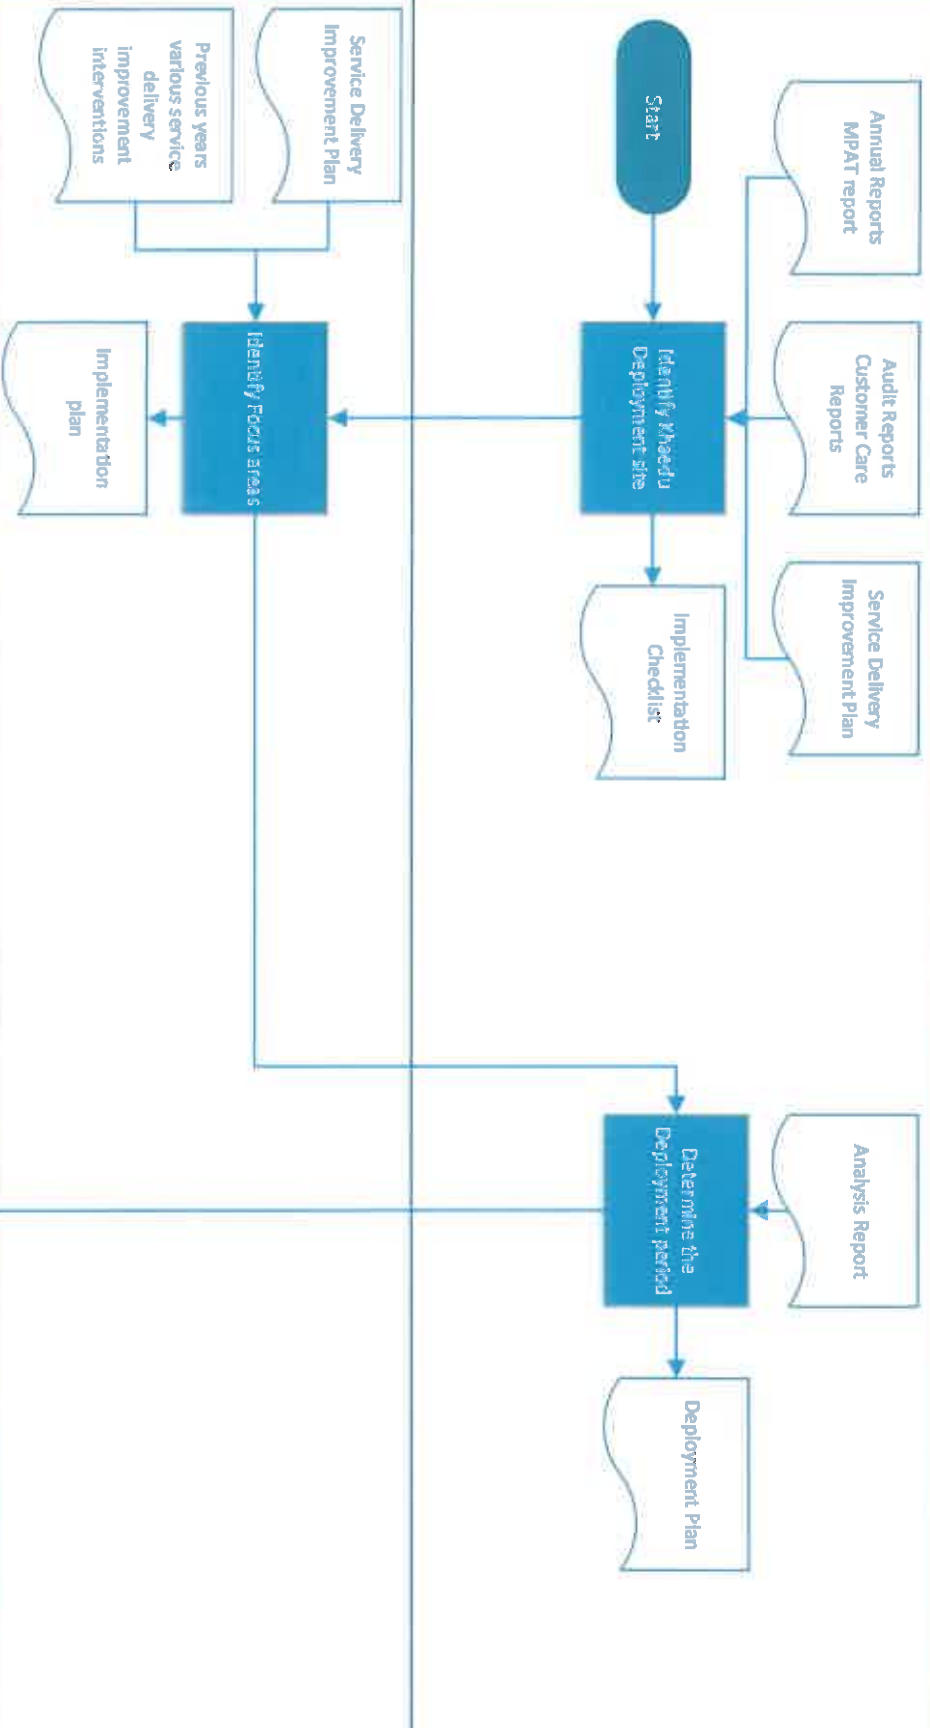 Annual Reports
MPAT report
Audit Reports
Customer Care
Reports
Service Delivery
Improvement Plan
Analysis Report
Start
Identify Khaedu
Deployment site
Implementation
Checklist
Determine the
Deployment period
Deployment Plan
Service Delivery
Improvement Plan
Previous years
various service
delivery
improvement
interventions
Identify Focus areas
Implementation
plan